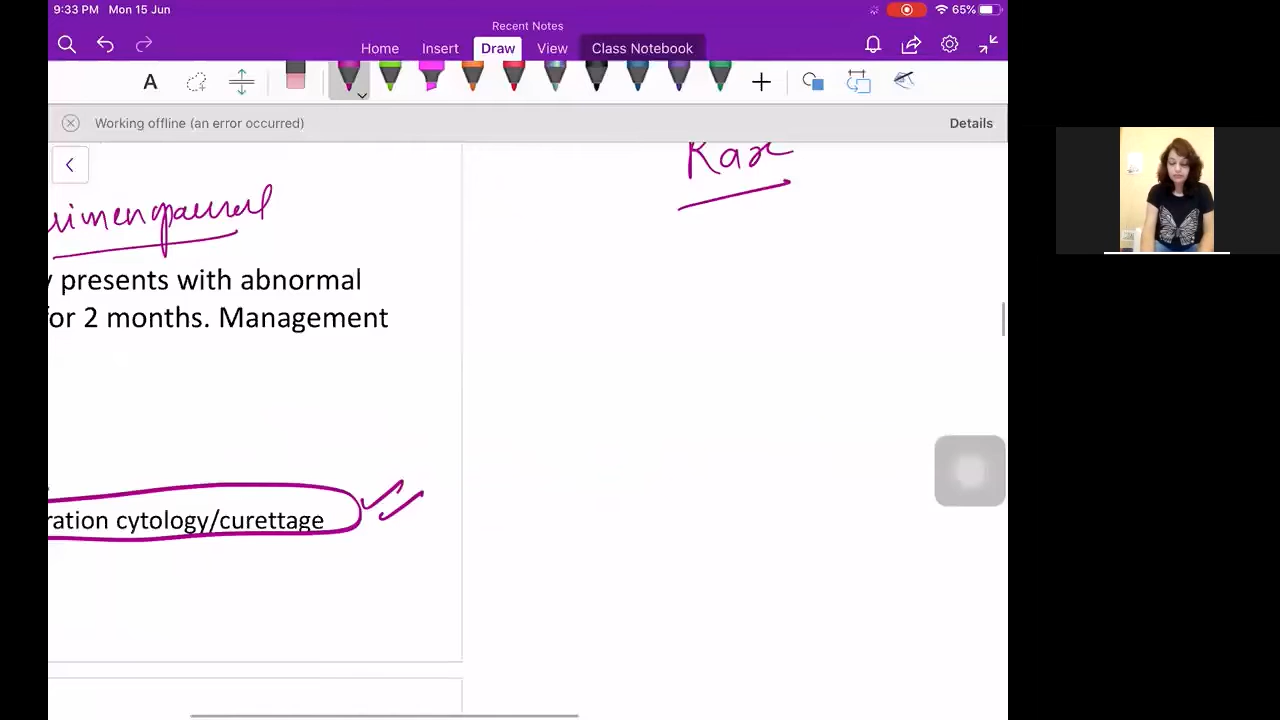 9:33 PM Mon 15 Jun
65%
Recent Notes
Home Insert Draw View Class Notebook
A
Working offline (an error occurred)
Details
presents with abnormal
for 2 months. Management
ration cytology/curettage